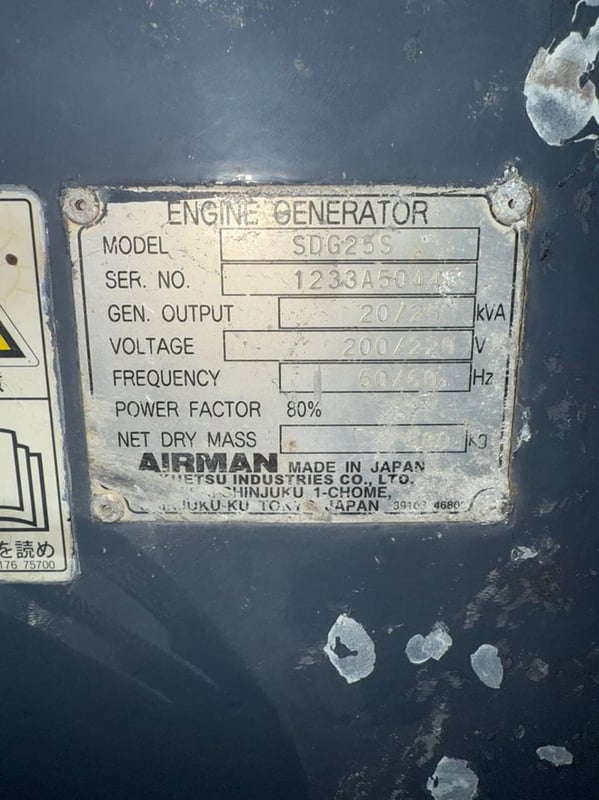 ENGINE GENERATOR
MODEL SDG25S
SER. NO.
GEN. OUTPUT 20/25 kVA
VOLTAGE 200/220 V
FREQUENCY 50/60 Hz
POWER FACTOR 80%
NET DRY MASS kg
AIRMAN MADE IN JAPAN
INDUSTRIES CO., LTD.
1-CHOME,
JAPAN 39103
を読め
75700